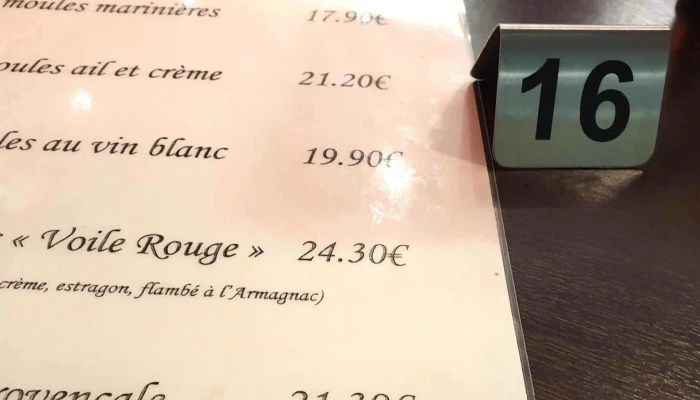 moules marinières 17.90€
oules ail et crème 21.20€
les au vin blanc 19.90€
« Voile Rouge » 24.30€
crème, estragon, flambé à l'Armagnac)
16